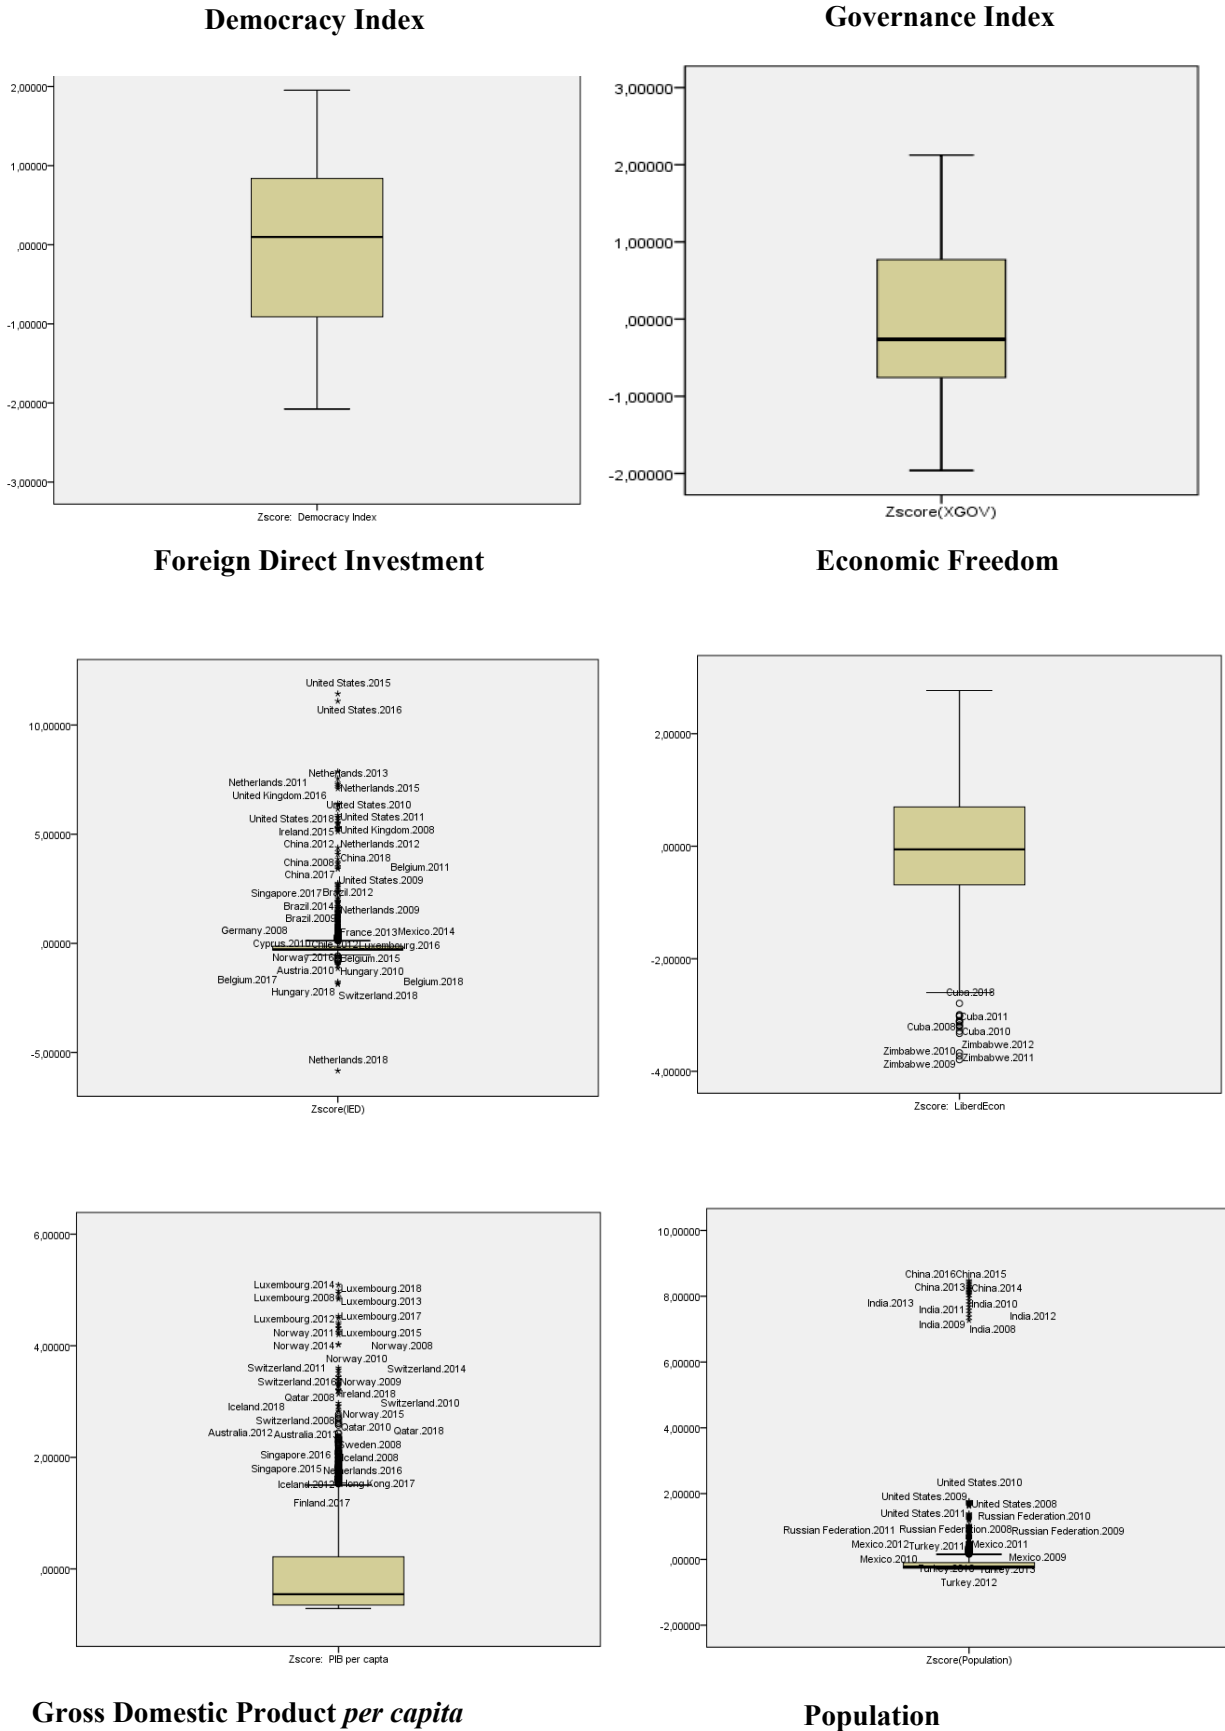 Democracy Index
Governance Index
2,00000
1,00000
,00000
-1,00000
-2,00000
-3,00000
Zscore: Democracy Index
3,00000
2,00000
1,00000
,00000
-1,00000
-2,00000
Zscore(XGOV)
Foreign Direct Investment
Economic Freedom
10,00000
5,00000
,00000
-5,00000
United States.2015
United States.2016
Netherlands.2013
Netherlands.2011
Netherlands.2015
United Kingdom.2016
United States.2010
United States.2018
United States.2011
Ireland.2015
United Kingdom.2008
China.2012
Netherlands.2012
China.2018
China.2008
Belgium.2011
China.2017
United States.2009
Singapore.2017
Brazil.2012
Brazil.2014
Netherlands.2009
Brazil.2009
Germany.2008
France.2013
Mexico.2014
Cyprus.2010
Chile.2012
Luxembourg.2016
Norway.2016
Belgium.2015
Austria.2010
Hungary.2010
Belgium.2017
Belgium.2018
Hungary.2018
Switzerland.2018
Netherlands.2018
Zscore(IED)
2,00000
,00000
-2,00000
-4,00000
Cuba.2018
Cuba.2011
Cuba.2008
Cuba.2010
Zimbabwe.2012
Zimbabwe.2010
Zimbabwe.2011
Zimbabwe.2009
Zscore: LiberdEcon
6,00000
4,00000
2,00000
,00000
Luxembourg.2014
Luxembourg.2018
Luxembourg.2008
Luxembourg.2013
Luxembourg.2012
Luxembourg.2017
Norway.2011
Luxembourg.2015
Norway.2014
Norway.2008
Norway.2010
Switzerland.2011
Switzerland.2014
Switzerland.2016
Norway.2009
Qatar.2008
Ireland.2018
Switzerland.2010
Iceland.2018
Norway.2015
Switzerland.2008
Qatar.2010
Qatar.2018
Australia.2012
Australia.2013
Sweden.2008
Singapore.2016
Iceland.2008
Singapore.2015
Netherlands.2016
Iceland.2012
Hong Kong.2017
Finland.2017
Zscore: PIB per capta
10,00000
8,00000
6,00000
4,00000
2,00000
,00000
-2,00000
China.2016
China.2015
China.2013
China.2014
India.2013
India.2010
India.2011
India.2012
India.2009
India.2008
United States.2010
United States.2009
United States.2008
United States.2011
Russian Federation.2010
Russian Federation.2011
Russian Federation.2008
Russian Federation.2009
Mexico.2012
Turkey.2011
Mexico.2011
Mexico.2010
Mexico.2009
Turkey.2013
Turkey.2012
Zscore(Population)
Gross Domestic Product per capita
Population